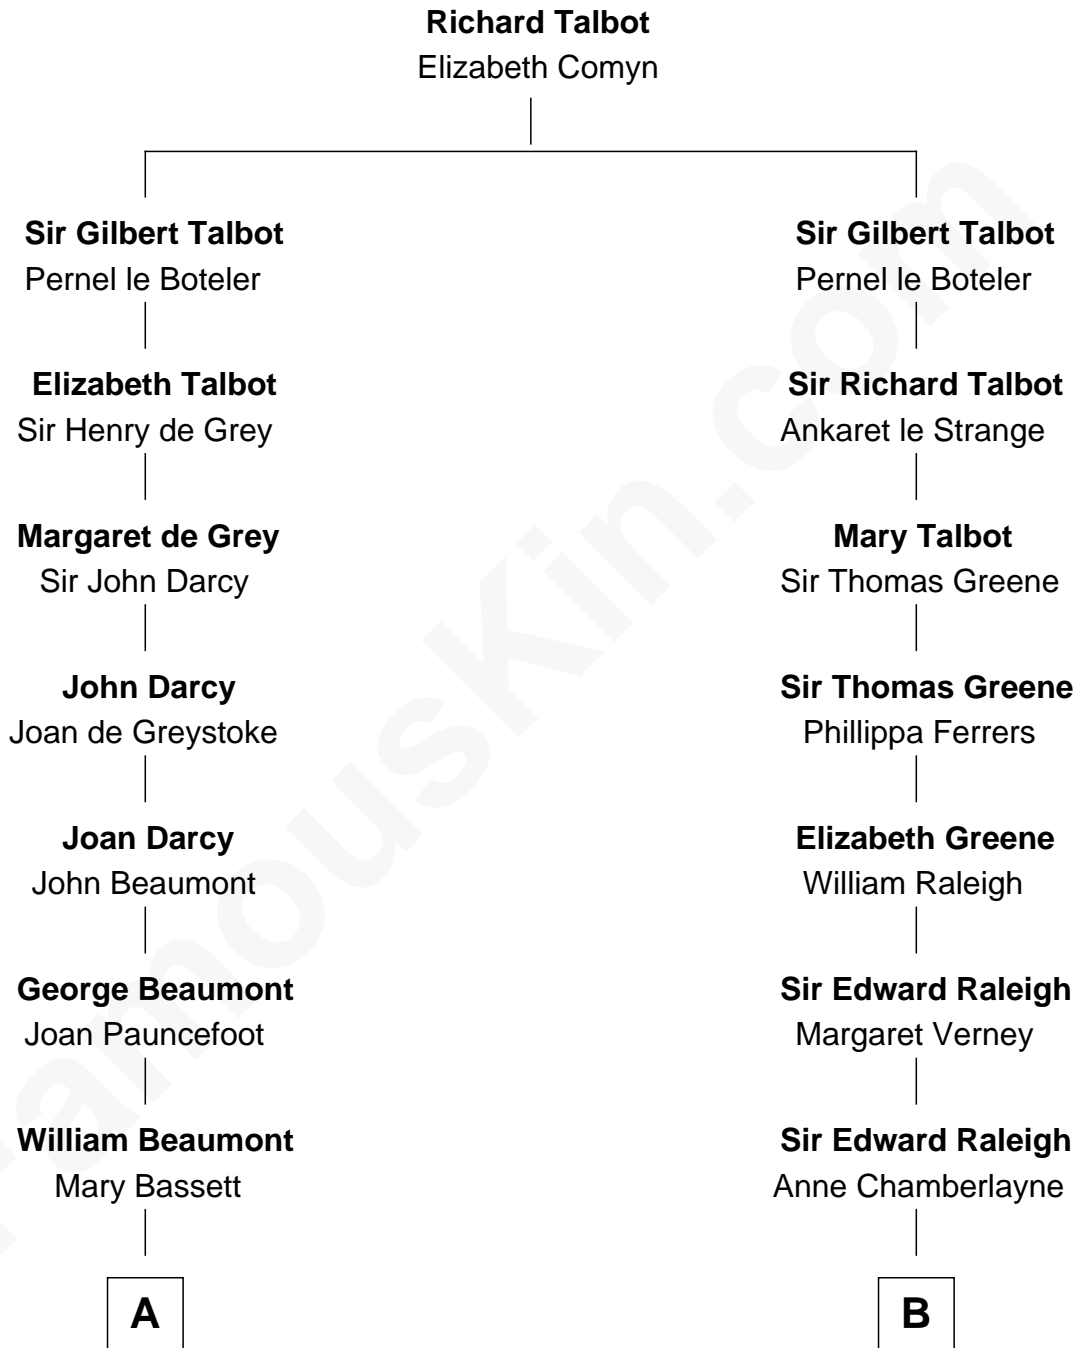 Richard Talbot
Elizabeth Comyn
Sir Gilbert Talbot
Pernel le Boteler
Sir Gilbert Talbot
Pernel le Boteler
Elizabeth Talbot
Sir Henry de Grey
Sir Richard Talbot
Ankaret le Strange
Margaret de Grey
Sir John Darcy
Mary Talbot
Sir Thomas Greene
John Darcy
Joan de Greystoke
Sir Thomas Greene
Phillippa Ferrers
Joan Darcy
John Beaumont
Elizabeth Greene
William Raleigh
George Beaumont
Joan Pauncefoot
Sir Edward Raleigh
Margaret Verney
William Beaumont
Mary Bassett
Sir Edward Raleigh
Anne Chamberlayne
A
B
FamousKin.com